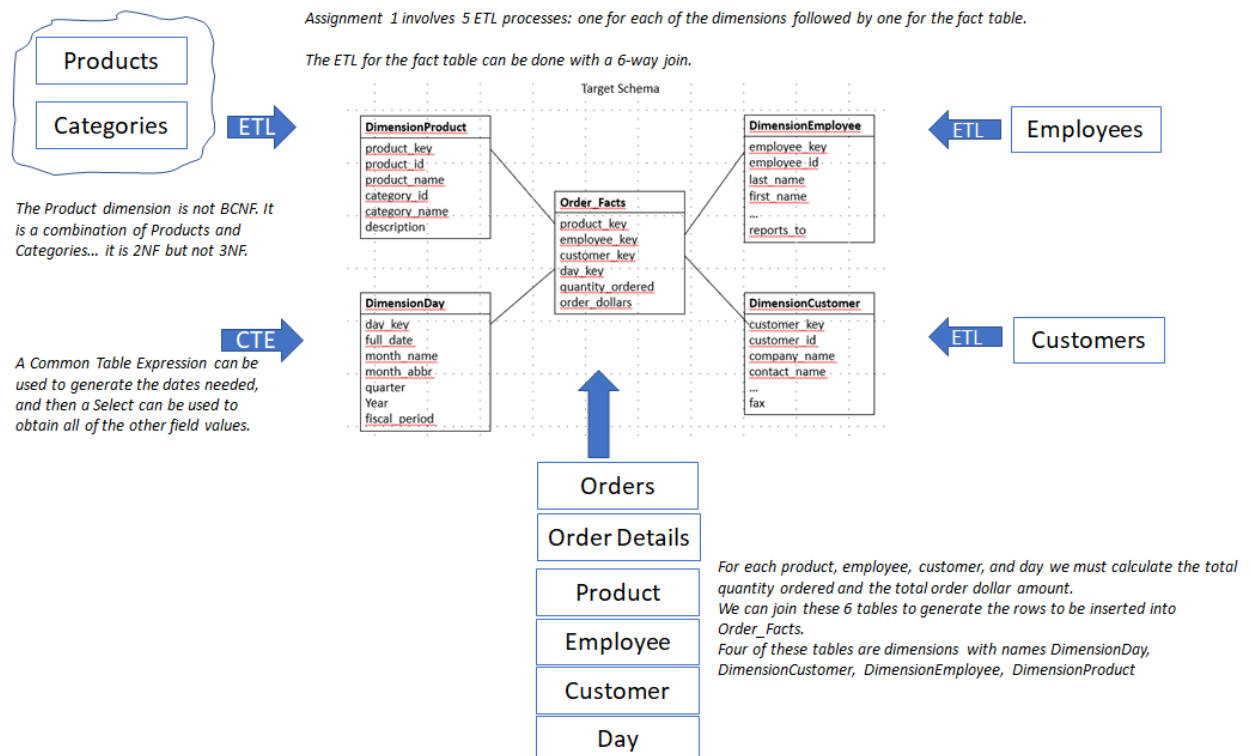 Assignment 1 involves 5 ETL processes: one for each of the dimensions followed by one for the fact table.
The ETL for the fact table can be done with a 6-way join.
Products
Categories
ETL
The Product dimension is not BCNF. It
is a combination of Products and
Categories... it is 2NF but not 3NF.
CTE
A Common Table Expression can be
used to generate the dates needed,
and then a Select can be used to
obtain all of the other field values.
Target Schema
DimensionProduct
product_key
product_id
product_name
category_id
category_name
description
DimensionDay
day_key
full_date
month_name
month_abbr
quarter
Year
fiscal_period
Order_Facts
product_key
employee_key
customer_key
day_key
quantity_ordered
order_dollars
DimensionEmployee
employee_key
employee id
last_name
first_name
...
reports_to
DimensionCustomer
customer_key
customer_id
company_name
contact_name
...
fax
ETL
Employees
ETL
Customers
Orders
Order Details
Product
Employee
Customer
Day
For each product, employee, customer, and day we must calculate the total
quantity ordered and the total order dollar amount.
We can join these 6 tables to generate the rows to be inserted into
Order_Facts.
Four of these tables are dimensions with names DimensionDay,
DimensionCustomer, DimensionEmployee, DimensionProduct